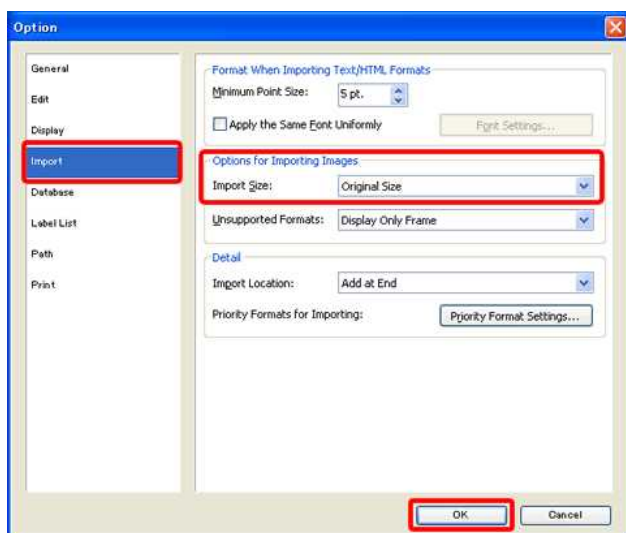 Option
General
Edit
Display
Import
Database
Label List
Path
Print
Format When Importing Text/HTML Formats
Minimum Point Size: 5 pt.
Apply the Same Font Uniformly Font Settings...
Options for Importing Images
Import Size: Original Size
Unsupported Formats: Display Only Frame
Detail
Import Location: Add at End
Priority Formats for Importing: Priority Format Settings...
OK Cancel